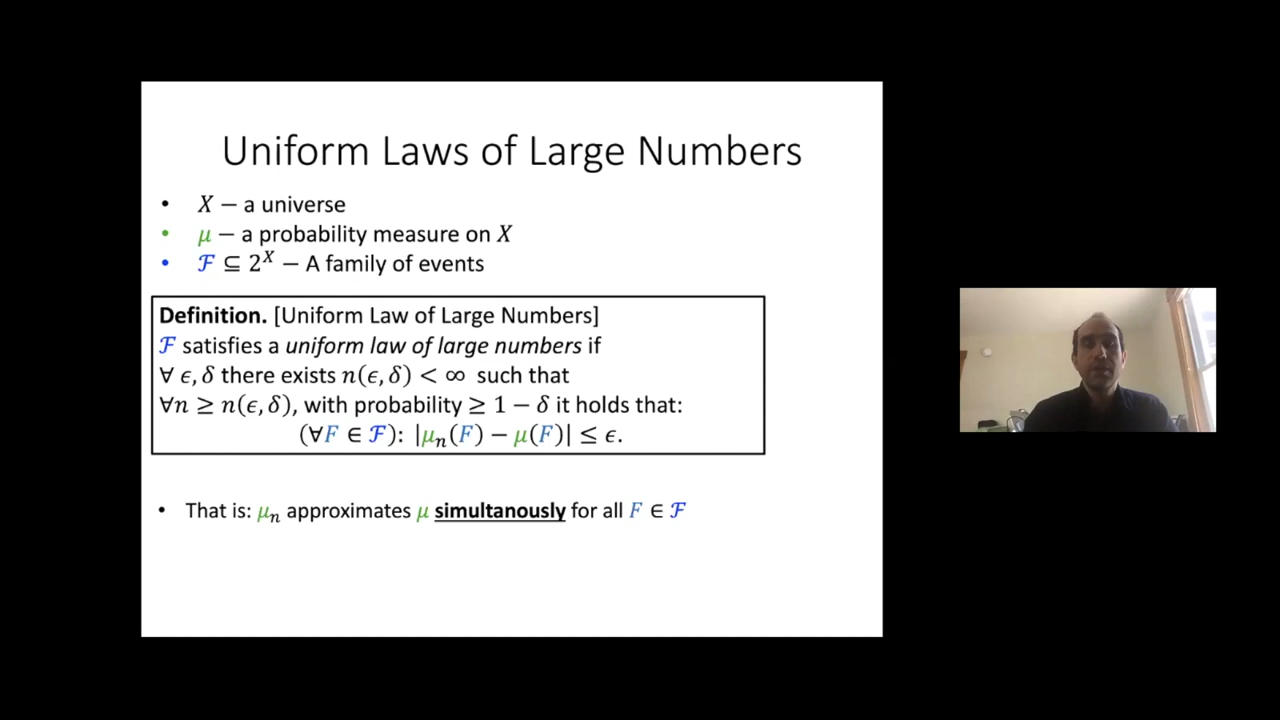 Uniform Laws of Large Numbers
• X – a universe
• μ – a probability measure on X
• ℱ ⊆ 2^X – A family of events
Definition. [Uniform Law of Large Numbers]
ℱ satisfies a uniform law of large numbers if
∀ ϵ, δ there exists n(ϵ, δ) < ∞ such that
∀n ≥ n(ϵ, δ), with probability ≥ 1 − δ it holds that:
(∀F ∈ ℱ): |μ_n(F) − μ(F)| ≤ ϵ.
• That is: μ_n approximates μ simultanously for all F ∈ ℱ